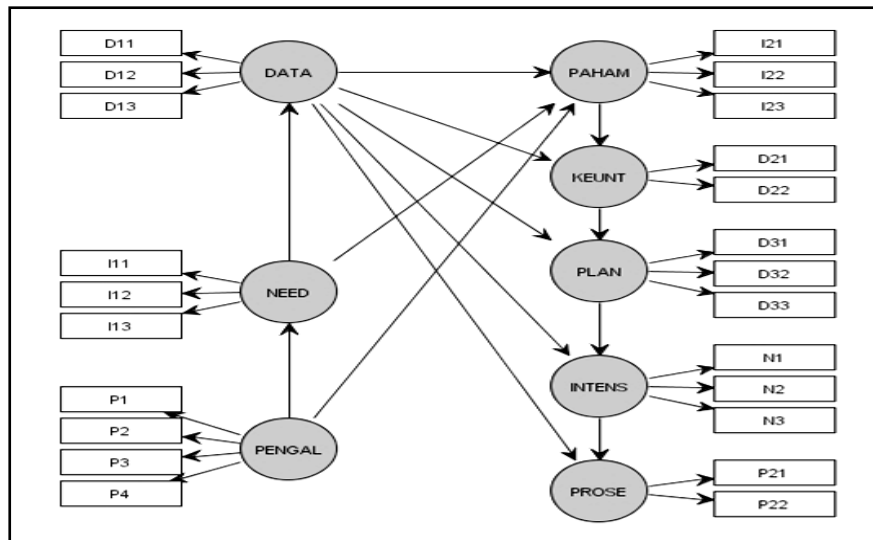 D11
D12
D13
DATA
PAHAM
I21
I22
I23
KEUNT
D21
D22
I11
I12
I13
NEED
PLAN
D31
D32
D33
INTENS
N1
N2
N3
P1
P2
P3
P4
PENGAL
PROSE
P21
P22